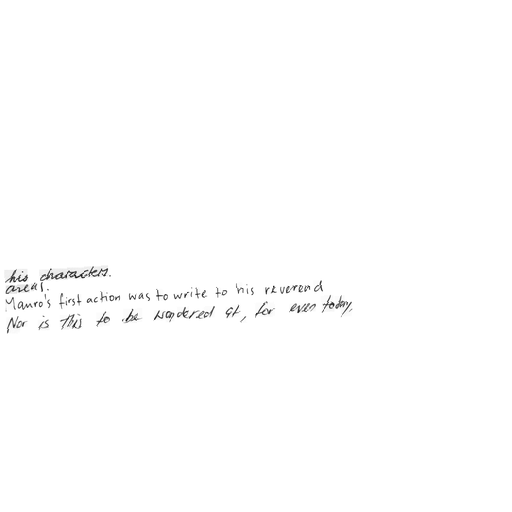 his characters.
areas.
Mauro's first action was to write to his reverend
Nor is this to be wondered at, for even today,